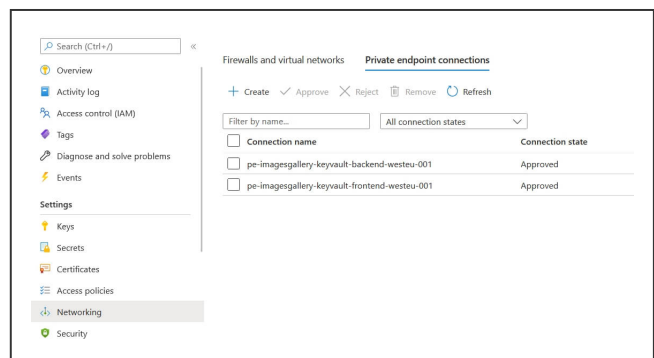 Search (Ctrl+/)
«
Overview
Activity log
Access control (IAM)
Tags
Diagnose and solve problems
Events
Settings
Keys
Secrets
Certificates
Access policies
Networking
Security
Firewalls and virtual networks Private endpoint connections
+ Create Approve Reject Remove Refresh
Filter by name... All connection states
Connection name Connection state
pe-imagesgallery-keyvault-backend-westeu-001 Approved
pe-imagesgallery-keyvault-frontend-westeu-001 Approved